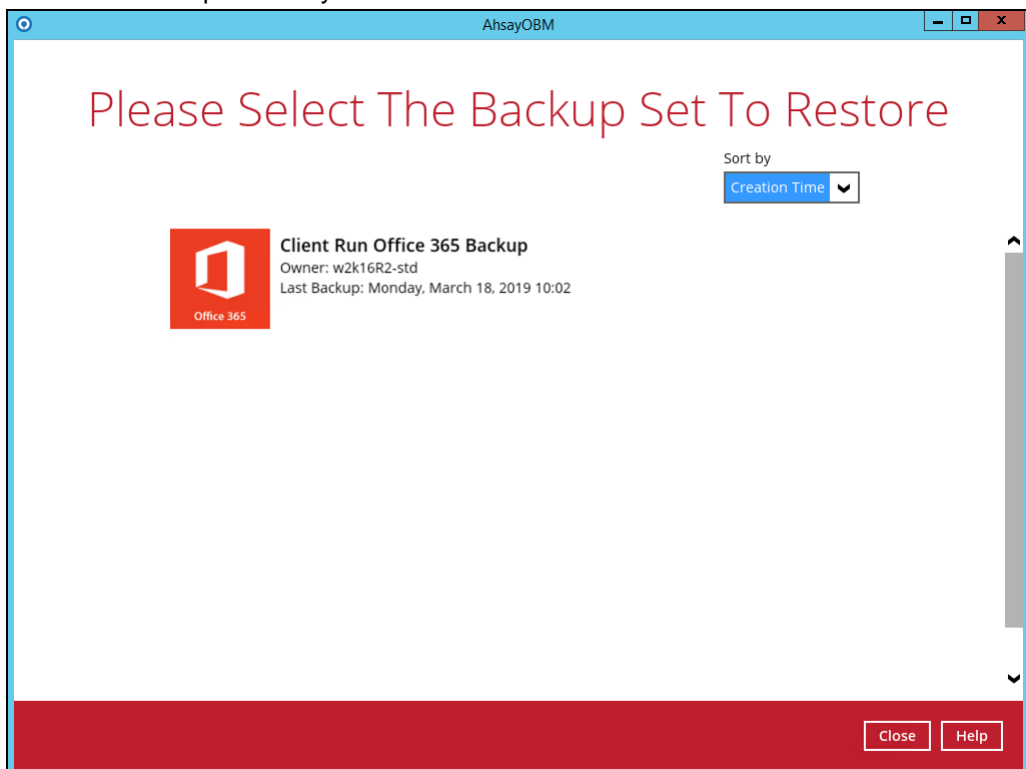 AhsayOBM
Please Select The Backup Set To Restore
Sort by
Creation Time
Client Run Office 365 Backup
Owner: w2k16R2-std
Last Backup: Monday, March 18, 2019 10:02
Office 365
Close Help